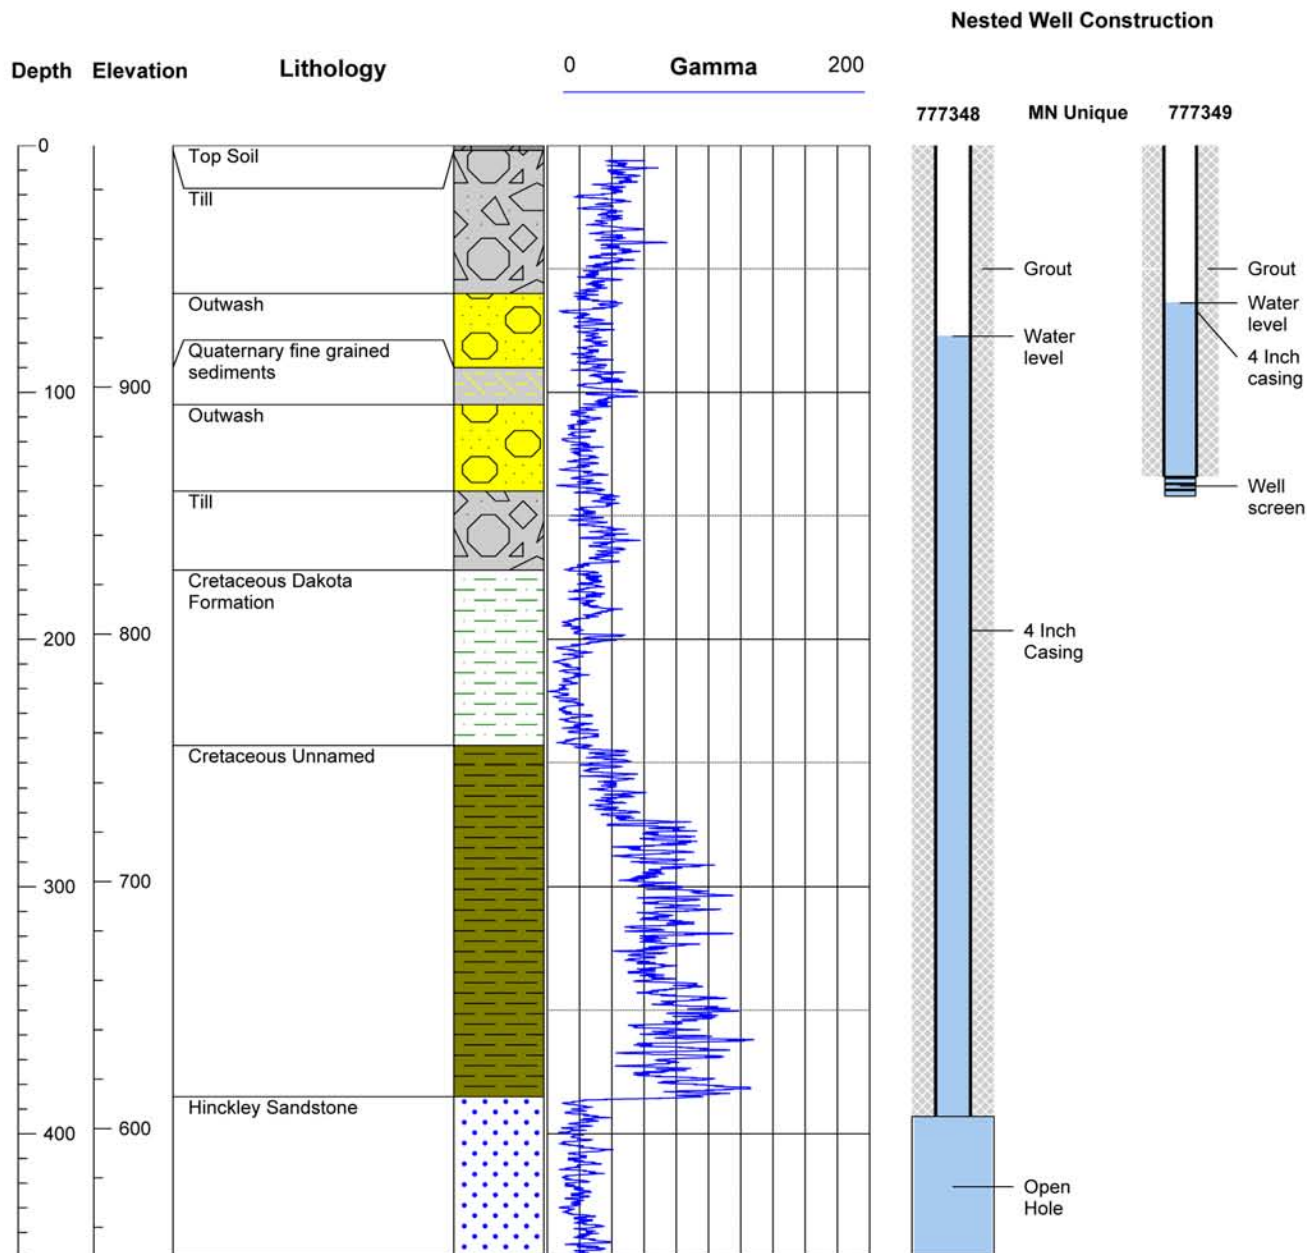 Nested Well Construction
Depth Elevation Lithology 0 Gamma 200
777348 MN Unique 777349
0
Top Soil
Till
Grout
Grout
Outwash
Water
level
Water
level
Quaternary fine grained
sediments
4 Inch
casing
100
900
Outwash
Till
Well
screen
Cretaceous Dakota
Formation
200
800
4 Inch
Casing
Cretaceous Unnamed
300
700
Hinckley Sandstone
400
600
Open
Hole